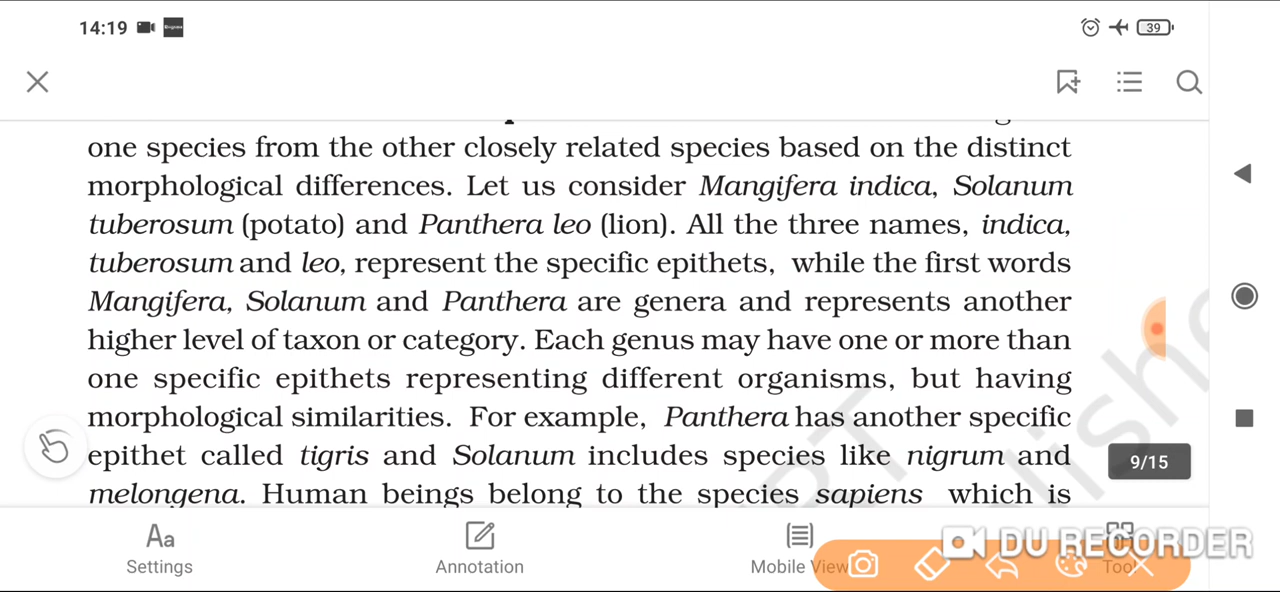 14:19
39
one species from the other closely related species based on the distinct
morphological differences. Let us consider Mangifera indica, Solanum
tuberosum (potato) and Panthera leo (lion). All the three names, indica,
tuberosum and leo, represent the specific epithets, while the first words
Mangifera, Solanum and Panthera are genera and represents another
higher level of taxon or category. Each genus may have one or more than
one specific epithets representing different organisms, but having
morphological similarities. For example, Panthera has another specific
epithet called tigris and Solanum includes species like nigrum and
9/15
melongena. Human beings belong to the species sapiens which is
Aa
Settings
Annotation
Mobile View
Tool
DU RECORDER